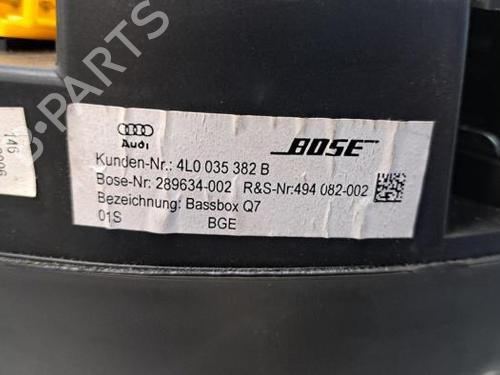 Audi
BOSE
Kunden-Nr.: 4L0 035 382 B
Bose-Nr: 289634-002 R&S-Nr:494 082-002
Bezeichnung: Bassbox Q7
01S BGE
B-PARTS